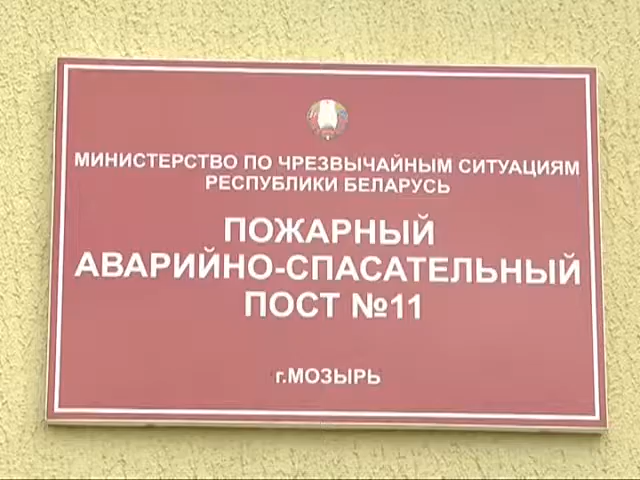 МИНИСТЕРСТВО ПО ЧРЕЗВЫЧАЙНЫМ СИТУАЦИЯМ
РЕСПУБЛИКИ БЕЛАРУСЬ
ПОЖАРНЫЙ
АВАРИЙНО-СПАСАТЕЛЬНЫЙ
ПОСТ №11
г.МОЗЫРЬ